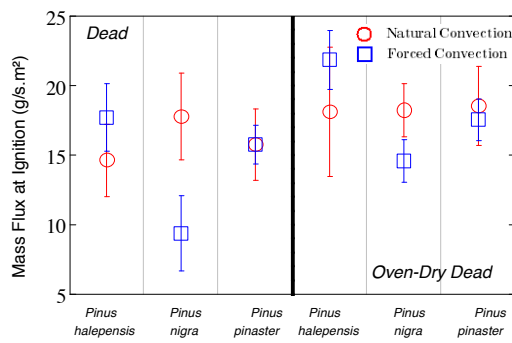 Dead
Natural Convection
Forced Convection
Mass Flux at Ignition (g/s.m²)
25
20
15
10
5
Oven-Dry Dead
Pinus halepensis
Pinus nigra
Pinus pinaster
Pinus halepensis
Pinus nigra
Pinus pinaster